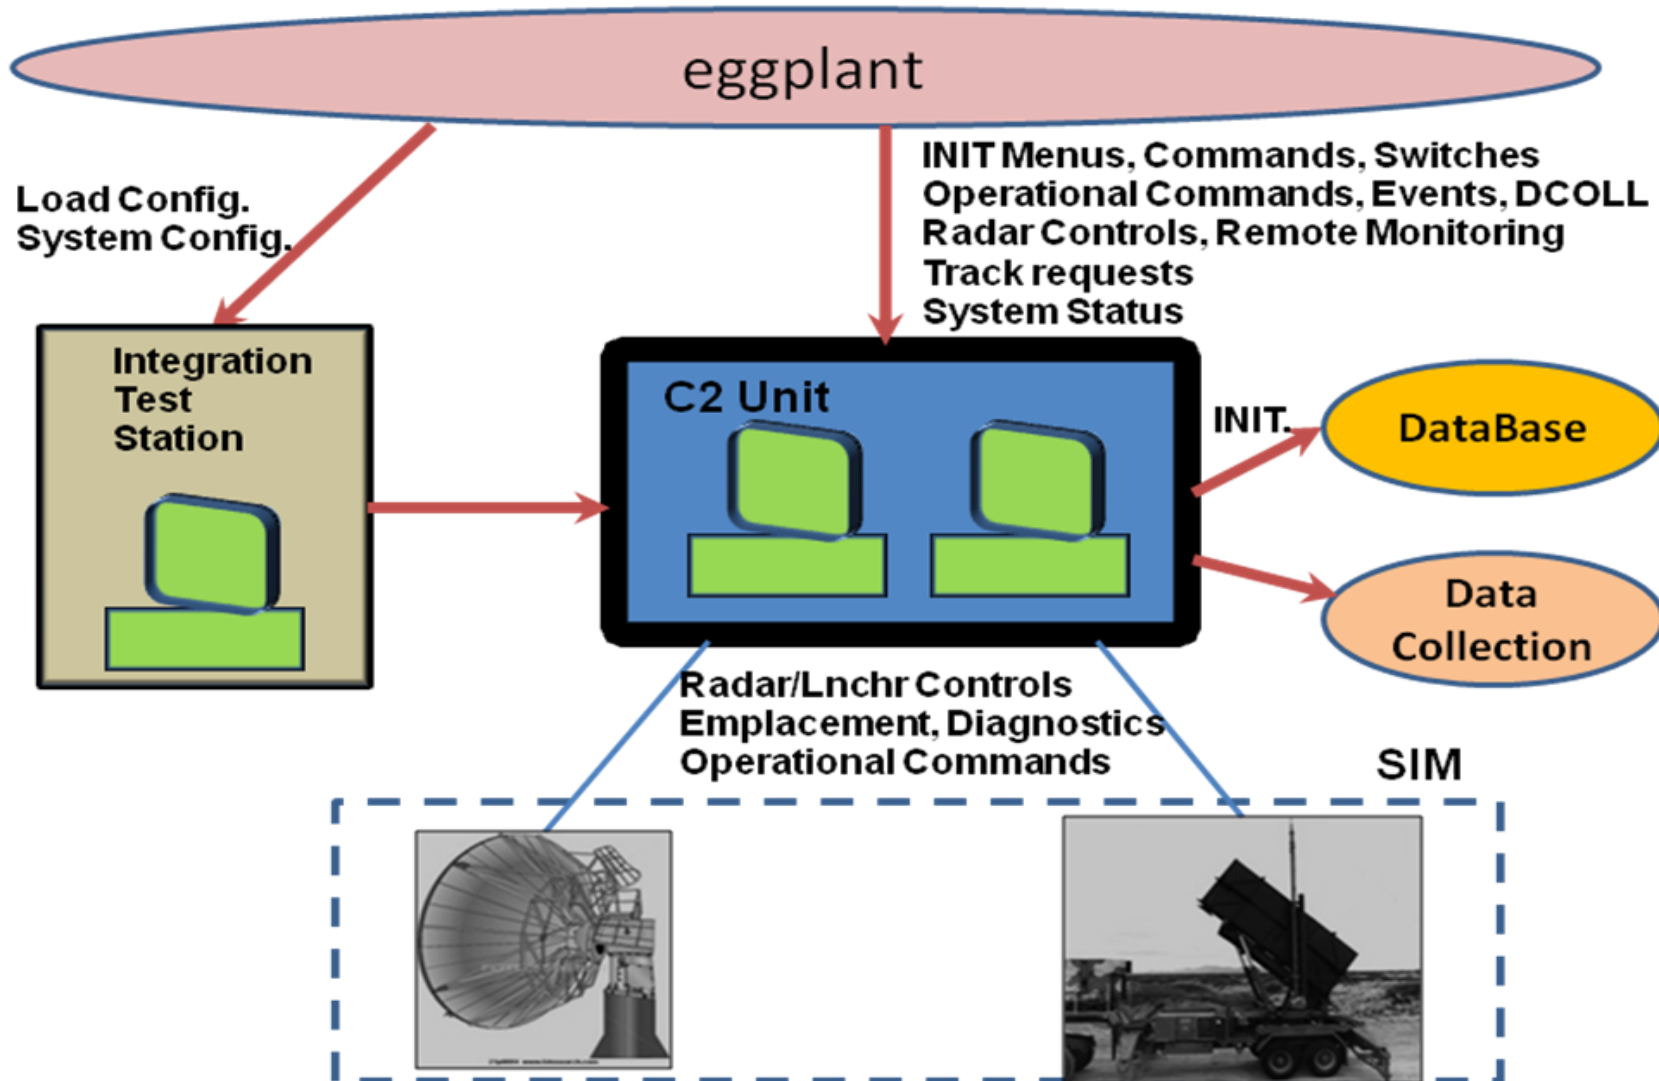 eggplant
Load Config.
System Config.
INIT Menus, Commands, Switches
Operational Commands, Events, DCOLL
Radar Controls, Remote Monitoring
Track requests
System Status
Integration
Test
Station
C2 Unit
INIT.
DataBase
Data
Collection
Radar/Lnchr Controls
Emplacement, Diagnostics
Operational Commands
SIM